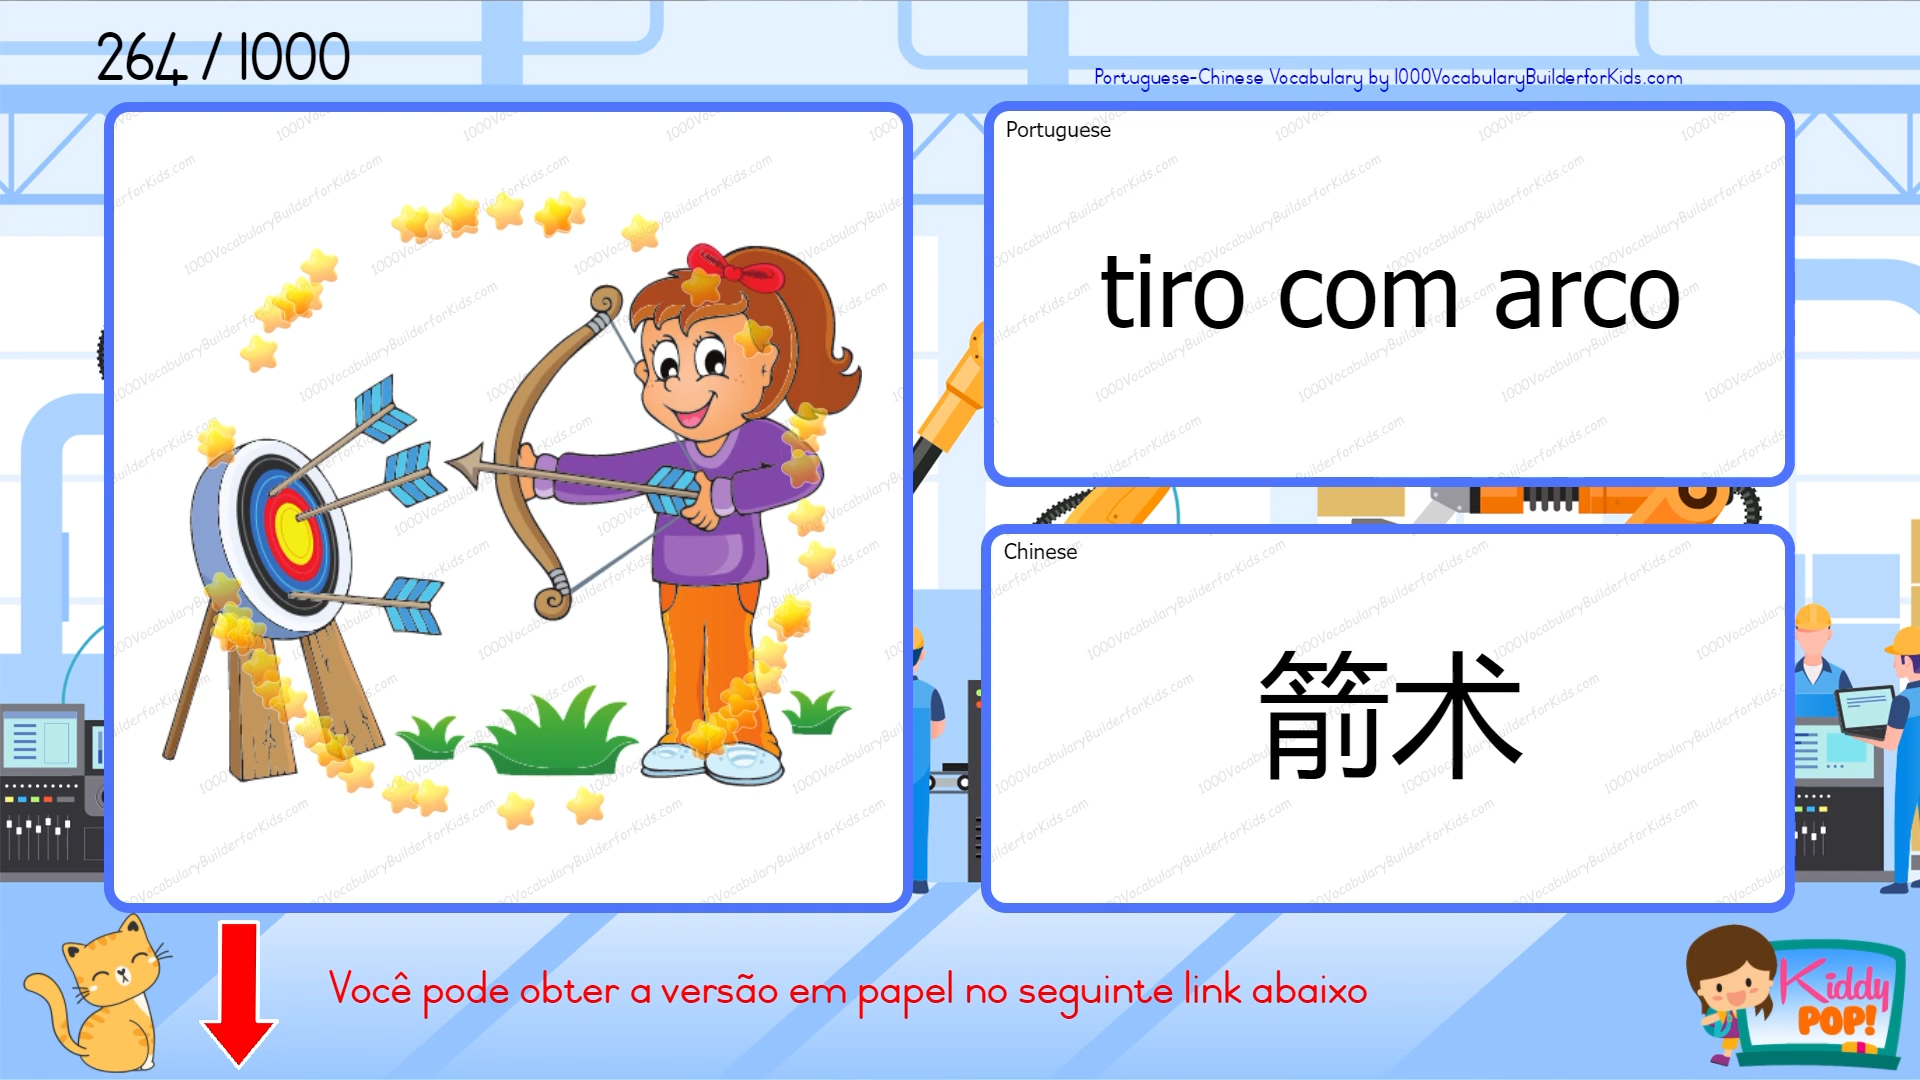 264 / 1000
Portuguese-Chinese Vocabulary by 1000VocabularyBuilderforKids.com
Portuguese
tiro com arco
Chinese
箭术
Você pode obter a versão em papel no seguinte link abaixo
Kiddy
POP!